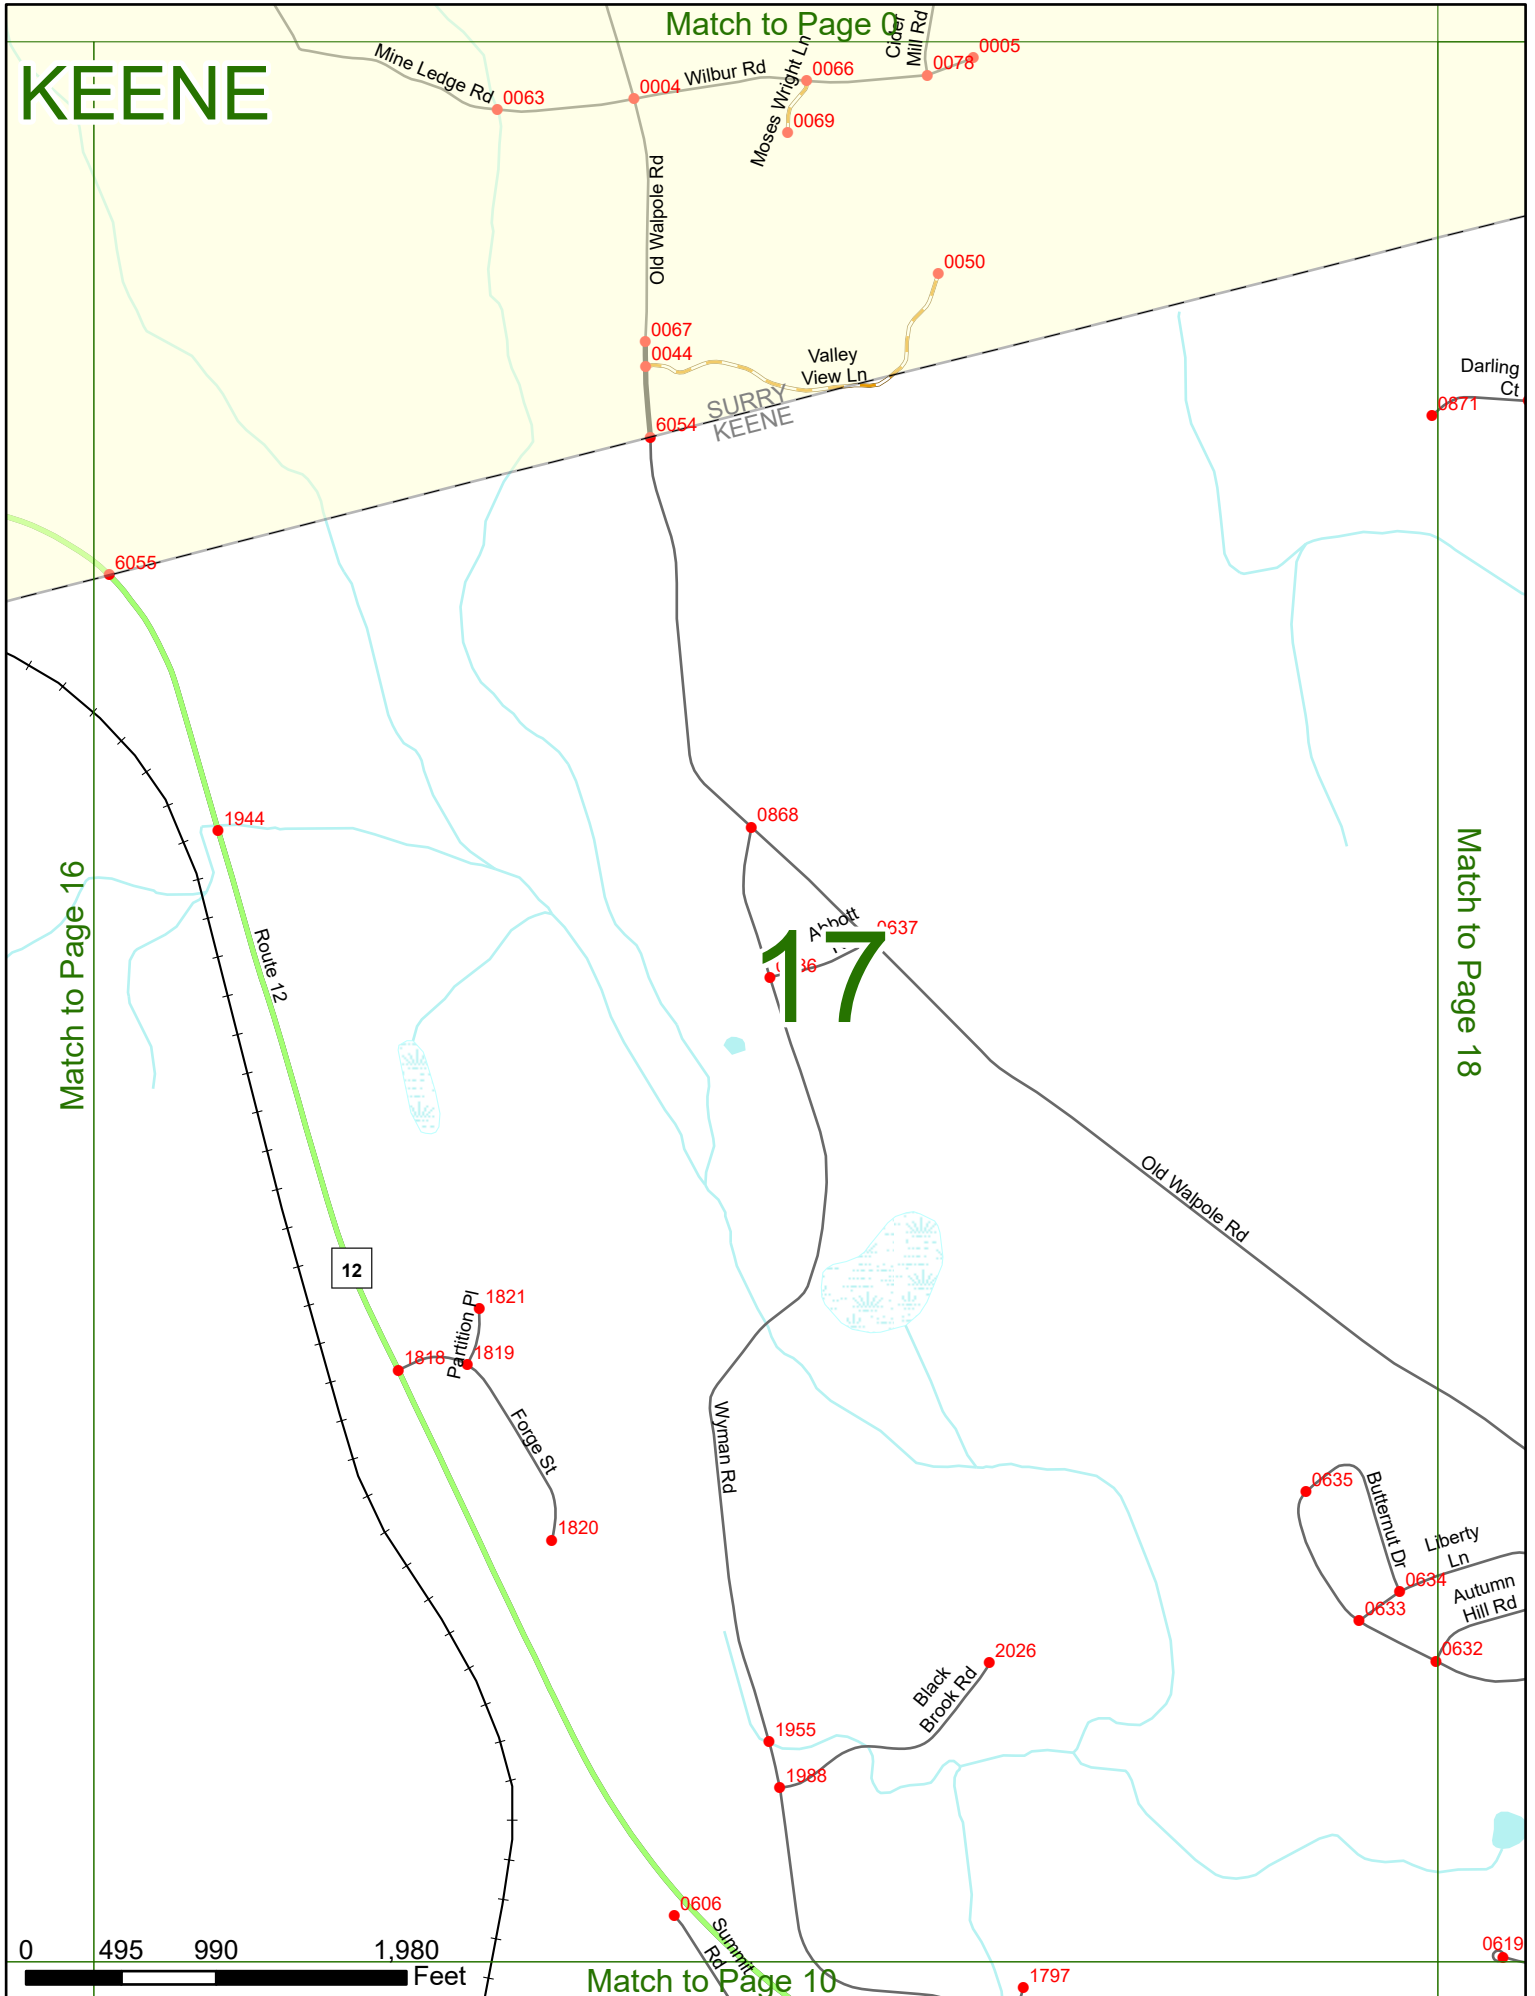 Match to Page 0
KEENE
Mine Ledge Rd
0063
0004
Wilbur Rd
Moses Wright Ln
0066
0069
Cider
Mill Rd
0078
0005
Old Walpole Rd
0050
0067
0044
Valley
View Ln
SURRY
KEENE
6054
Darling
Ct
0871
6055
1944
0868
Match to Page 16
Match to Page 18
Route 12
Abbott
0637
17
Old Walpole Rd
12
Partition Pl
1821
1818
1819
Forge St
1820
Wyman Rd
0635
Butternut Dr
Liberty
Ln
0634
Autumn
Hill Rd
0633
0632
2026
Black
Brook Rd
1955
1988
0606
Summit
Rd
0619
1797
0 495 990 1,980
Feet
Match to Page 10